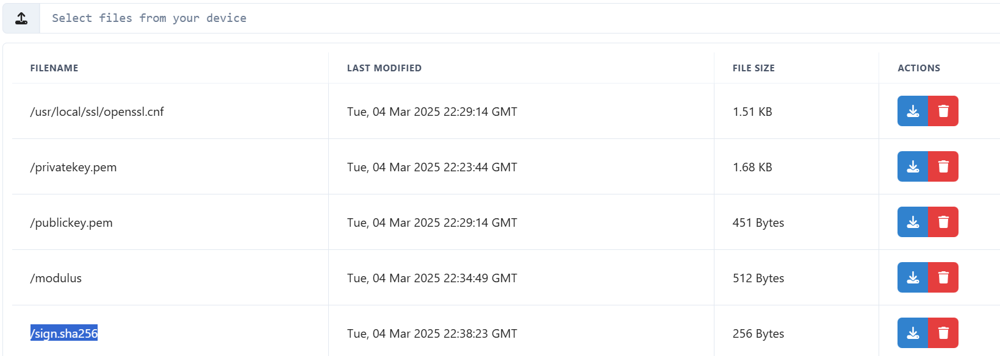 Select files from your device
FILENAME LAST MODIFIED FILE SIZE ACTIONS
/usr/local/ssl/openssl.cnf Tue, 04 Mar 2025 22:29:14 GMT 1.51 KB
/privatekey.pem Tue, 04 Mar 2025 22:23:44 GMT 1.68 KB
/publickey.pem Tue, 04 Mar 2025 22:29:14 GMT 451 Bytes
/modulus Tue, 04 Mar 2025 22:34:49 GMT 512 Bytes
/sign.sha256 Tue, 04 Mar 2025 22:38:23 GMT 256 Bytes